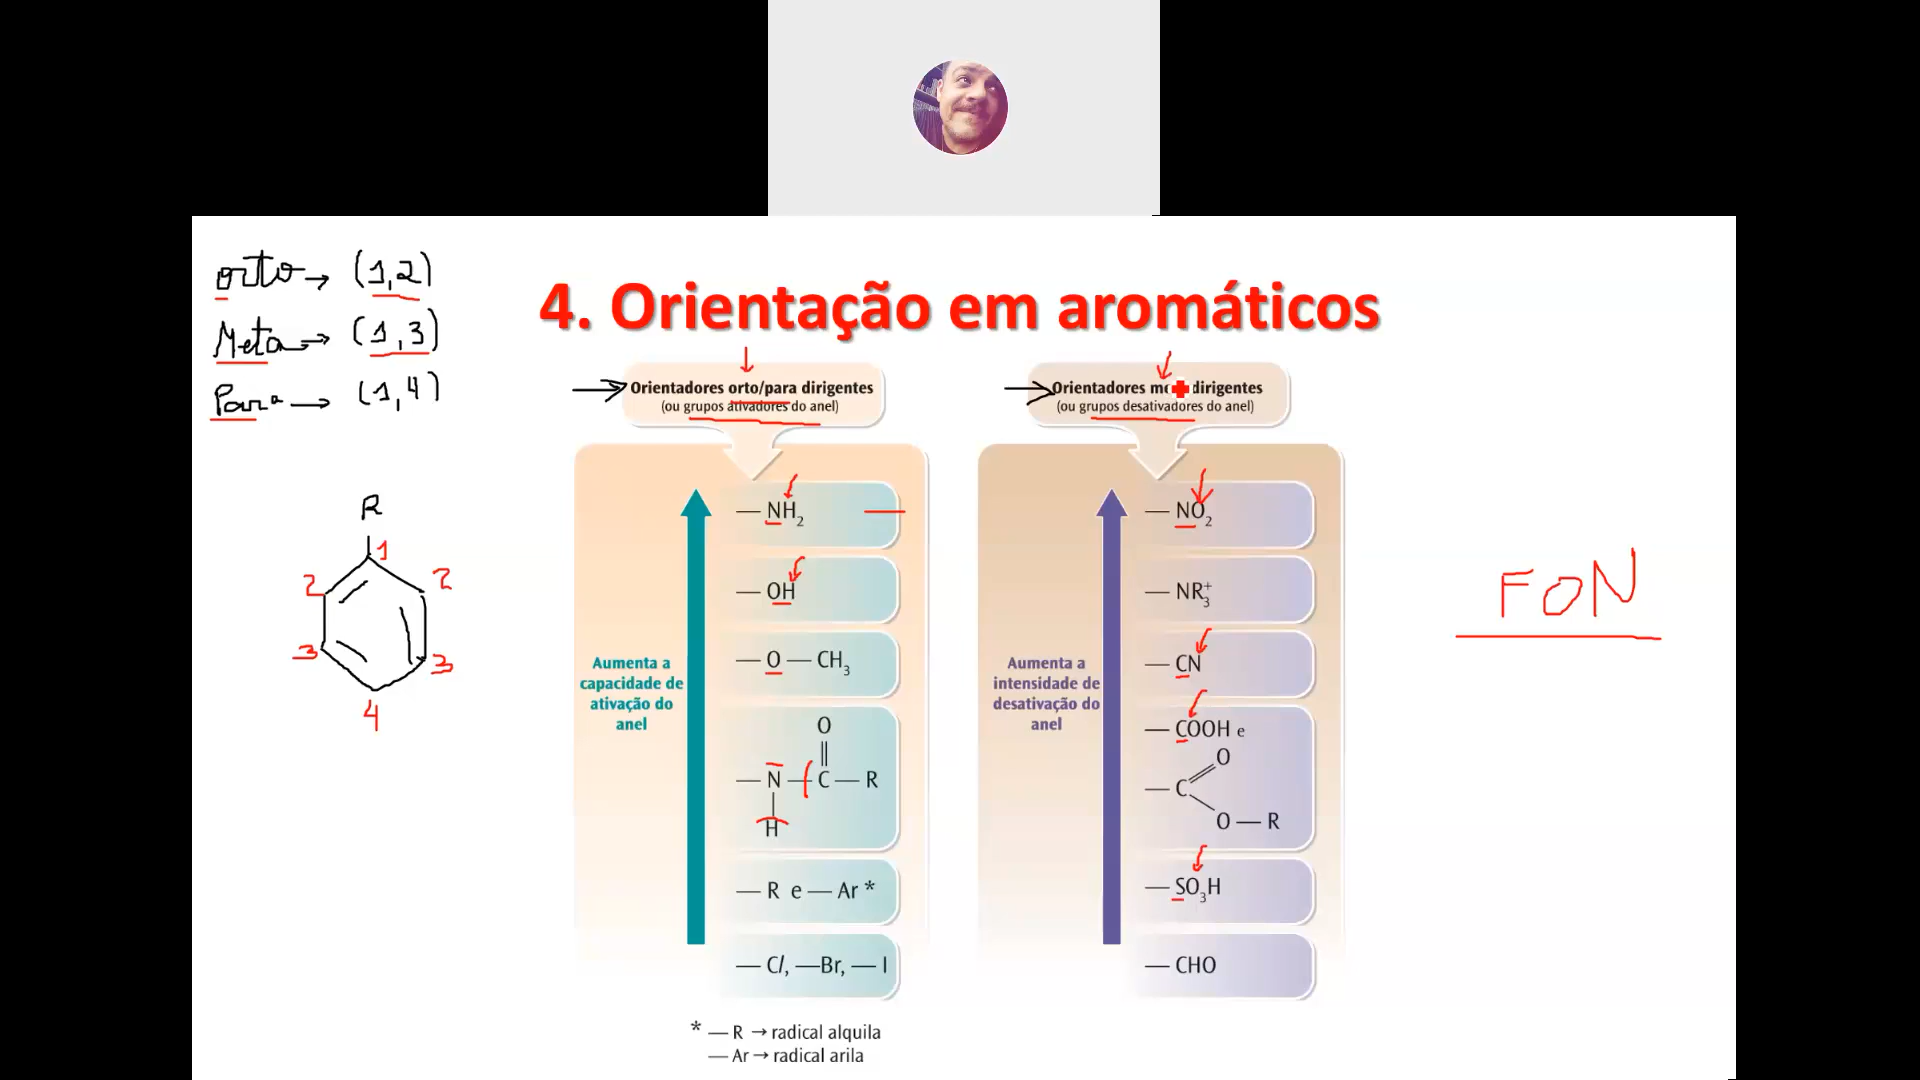 orto → (1,2)
Meta → (1,3)
Para → (1,4)
4. Orientação em aromáticos
Orientadores orto/para dirigentes
(ou grupos ativadores do anel)
Aumenta a
capacidade de
ativação do
anel
— NH₂
— OH
— O — CH₃
O
— N — C — R
H
— R e — Ar *
— Cl, —Br, — I
* — R → radical alquila
— Ar → radical arila
Orientadores dirigentes
(ou grupos desativadores do anel)
Aumenta a
intensidade de
desativação do
anel
— NO₂
— NR₃⁺
— CN
— COOH e
O
— C
O — R
— SO₃H
— CHO
R
1
2 2
3 3
4
FON